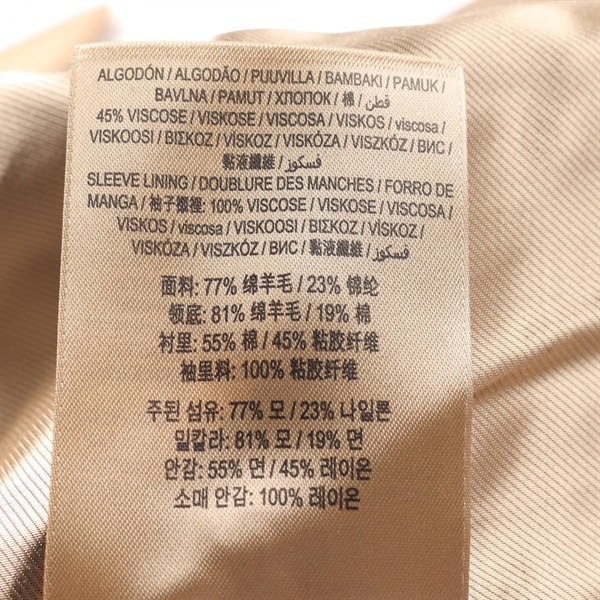 ALGODÓN / ALGODÃO / PUUVILLA / BAMBAKI / PAMUK /
BAVLNA / PAMUT / ХЛОПОК / 棉 / قطن
45% VISCOSE / VISKOSE / VISCOSA / VISKOS / viscosa /
VISKOOSI / ΒΙΣΚΟΖ / VİSKOZ / VISKÓZA / VISZKÓZ / ВИС /
黏液纖維 / فسكوز
SLEEVE LINING / DOUBLURE DES MANCHES / FORRO DE
MANGA / 袖子襯裡: 100% VISCOSE / VISKOSE / VISCOSA /
VISKOS / viscosa / VISKOOSI / ΒΙΣΚΟΖ / VİSKOZ /
VISKÓZA / VISZKÓZ / ВИС / 黏液纖維 / فسكوز
面料: 77% 绵羊毛 / 23% 锦纶
领底: 81% 绵羊毛 / 19% 棉
衬里: 55% 棉 / 45% 粘胶纤维
袖里料: 100% 粘胶纤维
주된 섬유: 77% 모 / 23% 나일론
밑칼라: 81% 모 / 19% 면
안감: 55% 면 / 45% 레이온
소매 안감: 100% 레이온